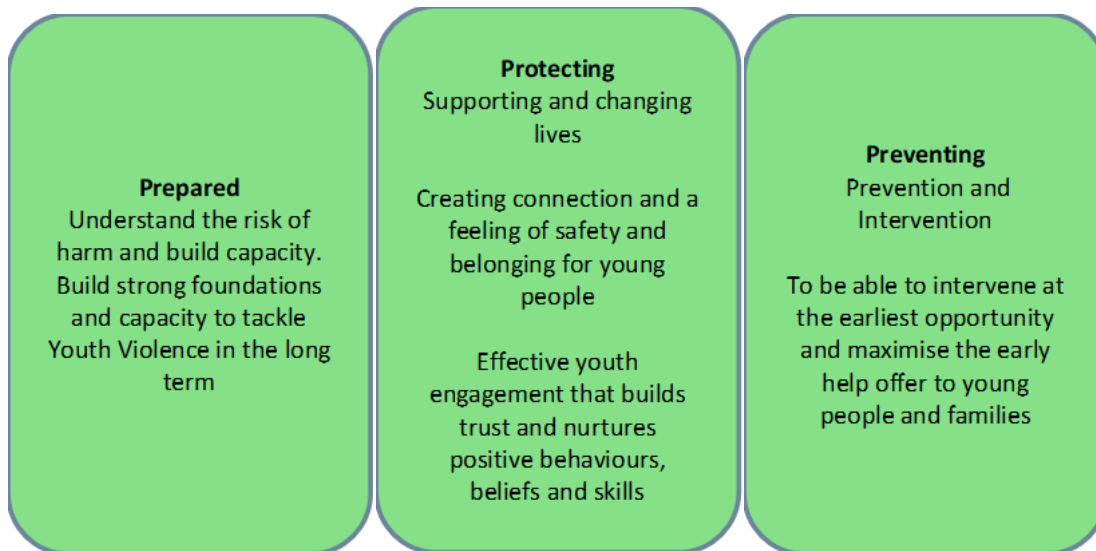 Prepared
Understand the risk of
harm and build capacity.
Build strong foundations
and capacity to tackle
Youth Violence in the long
term
Protecting
Supporting and changing
lives
Creating connection and a
feeling of safety and
belonging for young
people
Effective youth
engagement that builds
trust and nurtures
positive behaviours,
beliefs and skills
Preventing
Prevention and
Intervention
To be able to intervene at
the earliest opportunity
and maximise the early
help offer to young
people and families